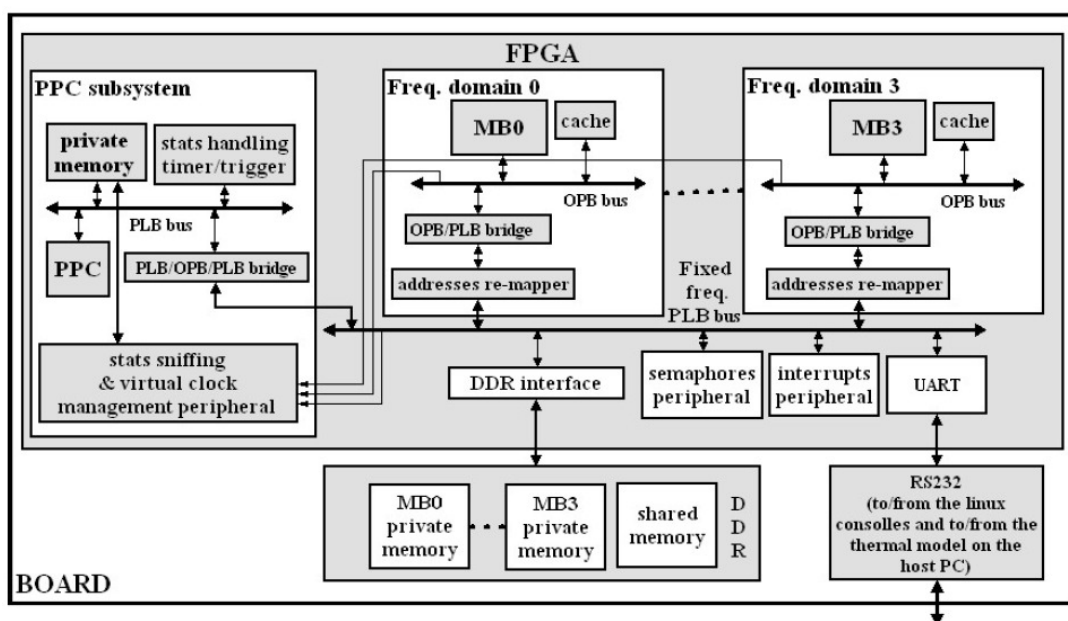 FPGA
PPC subsystem
private
memory
stats handling
timer/trigger
PLB bus
PPC
PLB/OPB/PLB bridge
stats sniffing
& virtual clock
management peripheral
Freq. domain 0
MB0
cache
OPB bus
OPB/PLB bridge
addresses re-mapper
Freq. domain 3
MB3
cache
OPB bus
OPB/PLB bridge
addresses re-mapper
Fixed
freq.
PLB bus
DDR interface
semaphores
peripheral
interrupts
peripheral
UART
MB0
private
memory
MB3
private
memory
shared
memory
D
D
R
RS232
(to/from the linux
consolles and to/from the
thermal model on the
host PC)
BOARD